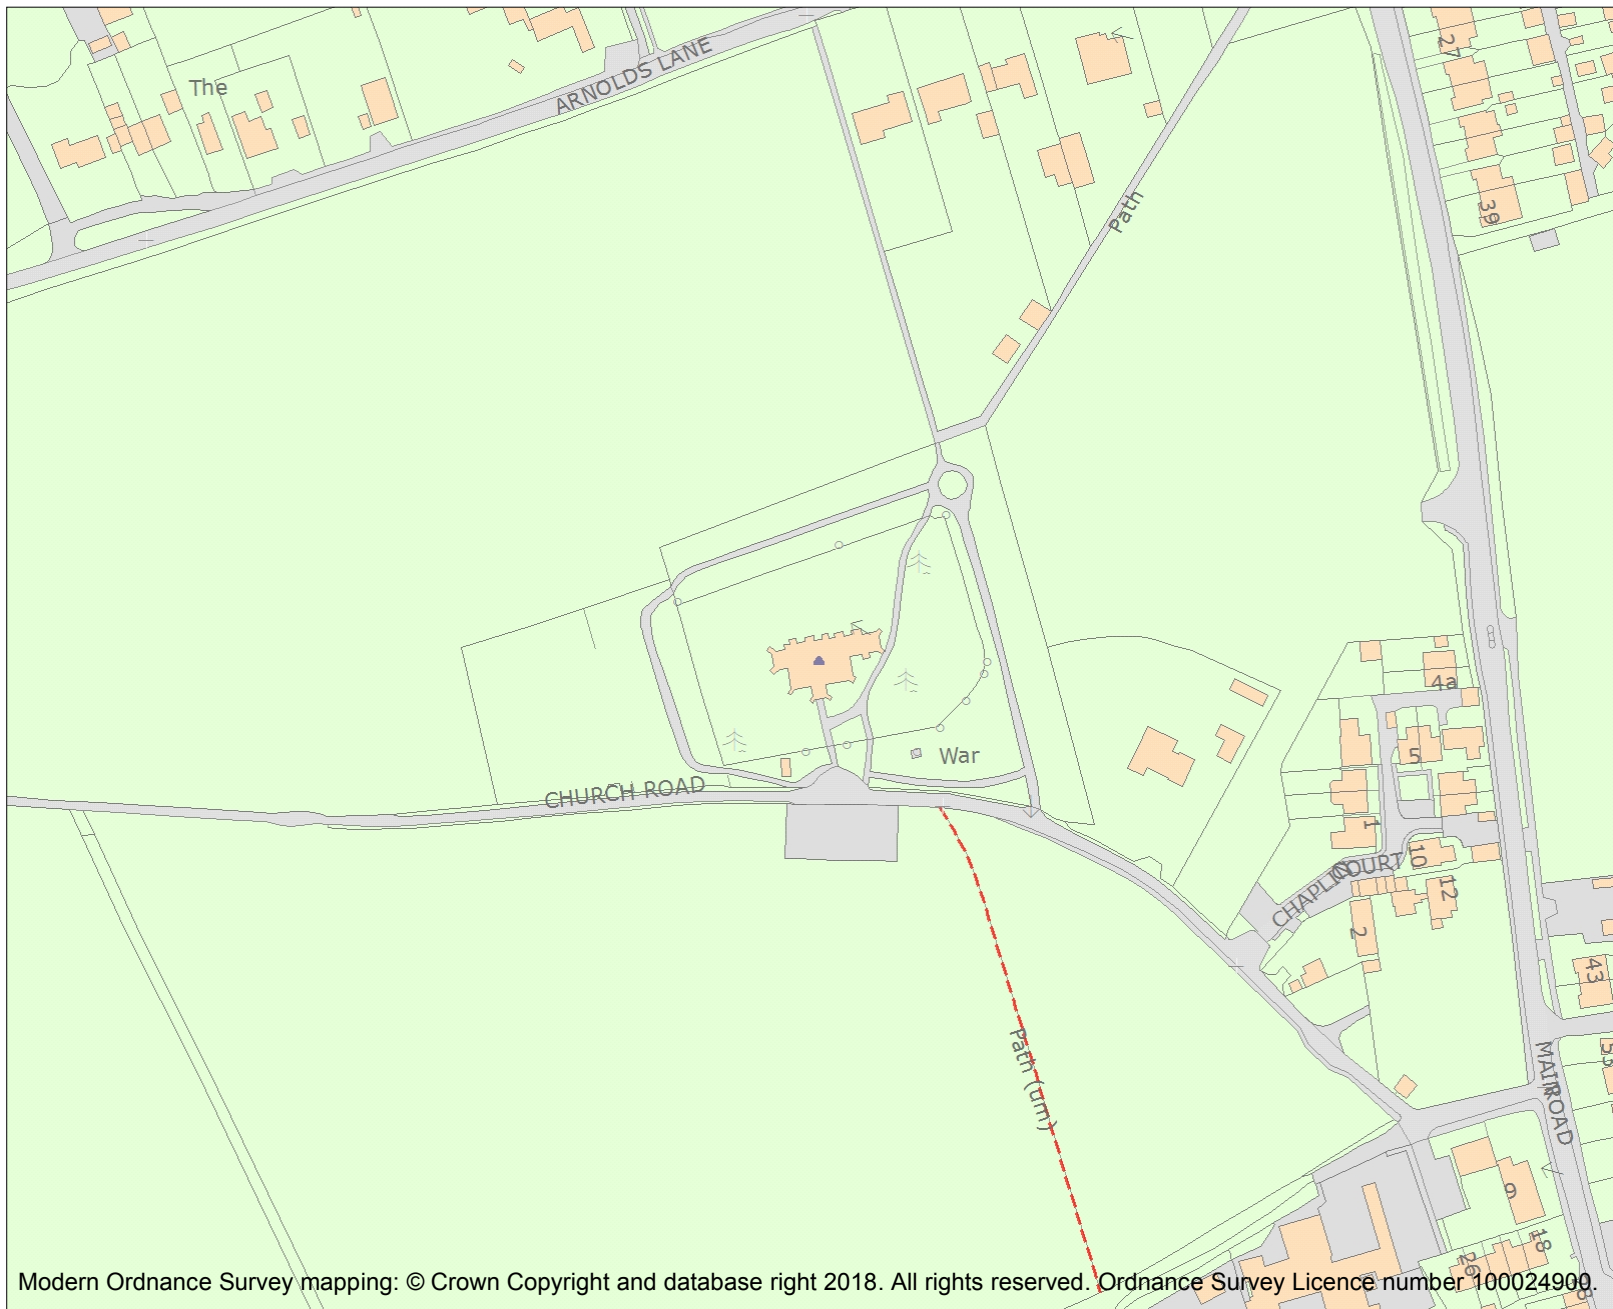 27
The
ARNOLDS LANE
Path
39
4a
5
War
CHURCH ROAD
1
10
CHAPLIN COURT
12
2
43
Path (um)
53
MAIN ROAD
9
18
26
Modern Ordnance Survey mapping: © Crown Copyright and database right 2018. All rights reserved. Ordnance Survey Licence number 100024900.